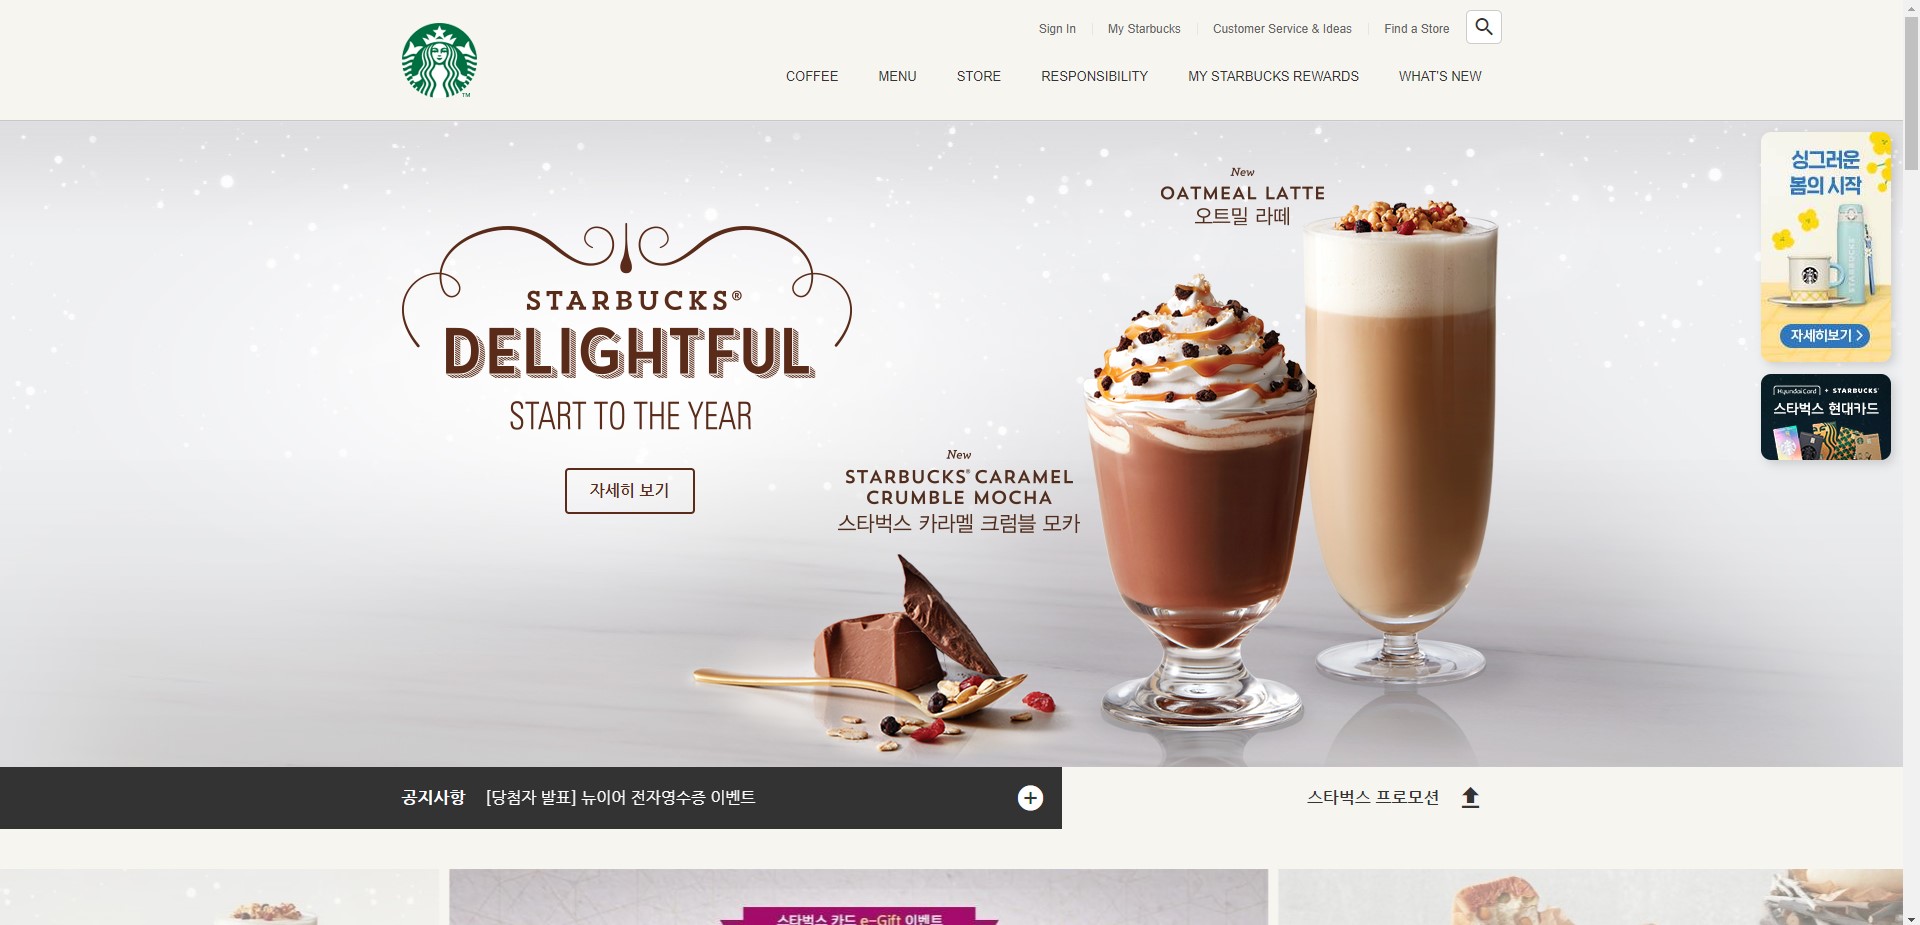 Sign In
My Starbucks
Customer Service & Ideas
Find a Store
COFFEE
MENU
STORE
RESPONSIBILITY
MY STARBUCKS REWARDS
WHAT'S NEW
TM
STARBUCKS®
DELIGHTFUL
START TO THE YEAR
자세히 보기
New
OATMEAL LATTE
오트밀 라떼
New
STARBUCKS® CARAMEL
CRUMBLE MOCHA
스타벅스 카라멜 크럼블 모카
싱그러운
봄의 시작
STARBUCKS
자세히보기 >
HyundaiCard + STARBUCKS
스타벅스 현대카드
공지사항 [당첨자 발표] 뉴이어 전자영수증 이벤트
스타벅스 프로모션
스타벅스 카드 e-Gift 이벤트